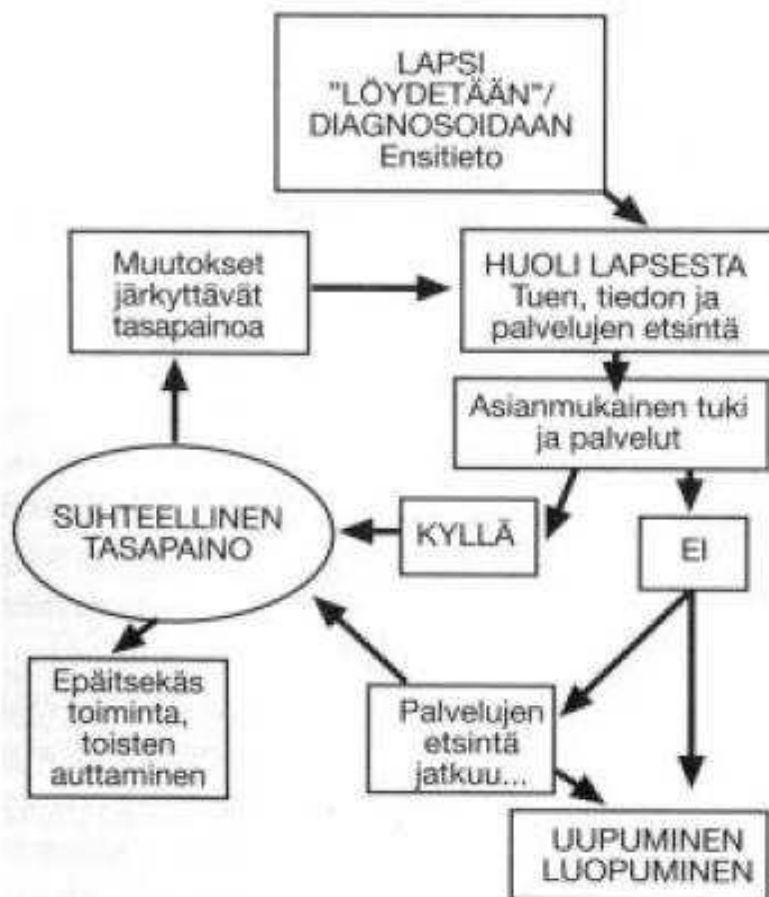 LAPSI
"LÖYDETÄÄN"/
DIAGNOSOIDAAN
Ensitieto
Muutokset
järkyttävät
tasapainoa
HUOLI LAPSESTA
Tuen, tiedon ja
palvelujen etsintä
Asianmukainen tuki
ja palvelut
SUHTEELLINEN
TASAPAINO
KYLLÄ
EI
Epäitsekäs
toiminta,
toisten
auttaminen
Palvelujen
etsintä
jatkuu...
UUPUMINEN
LUOPUMINEN